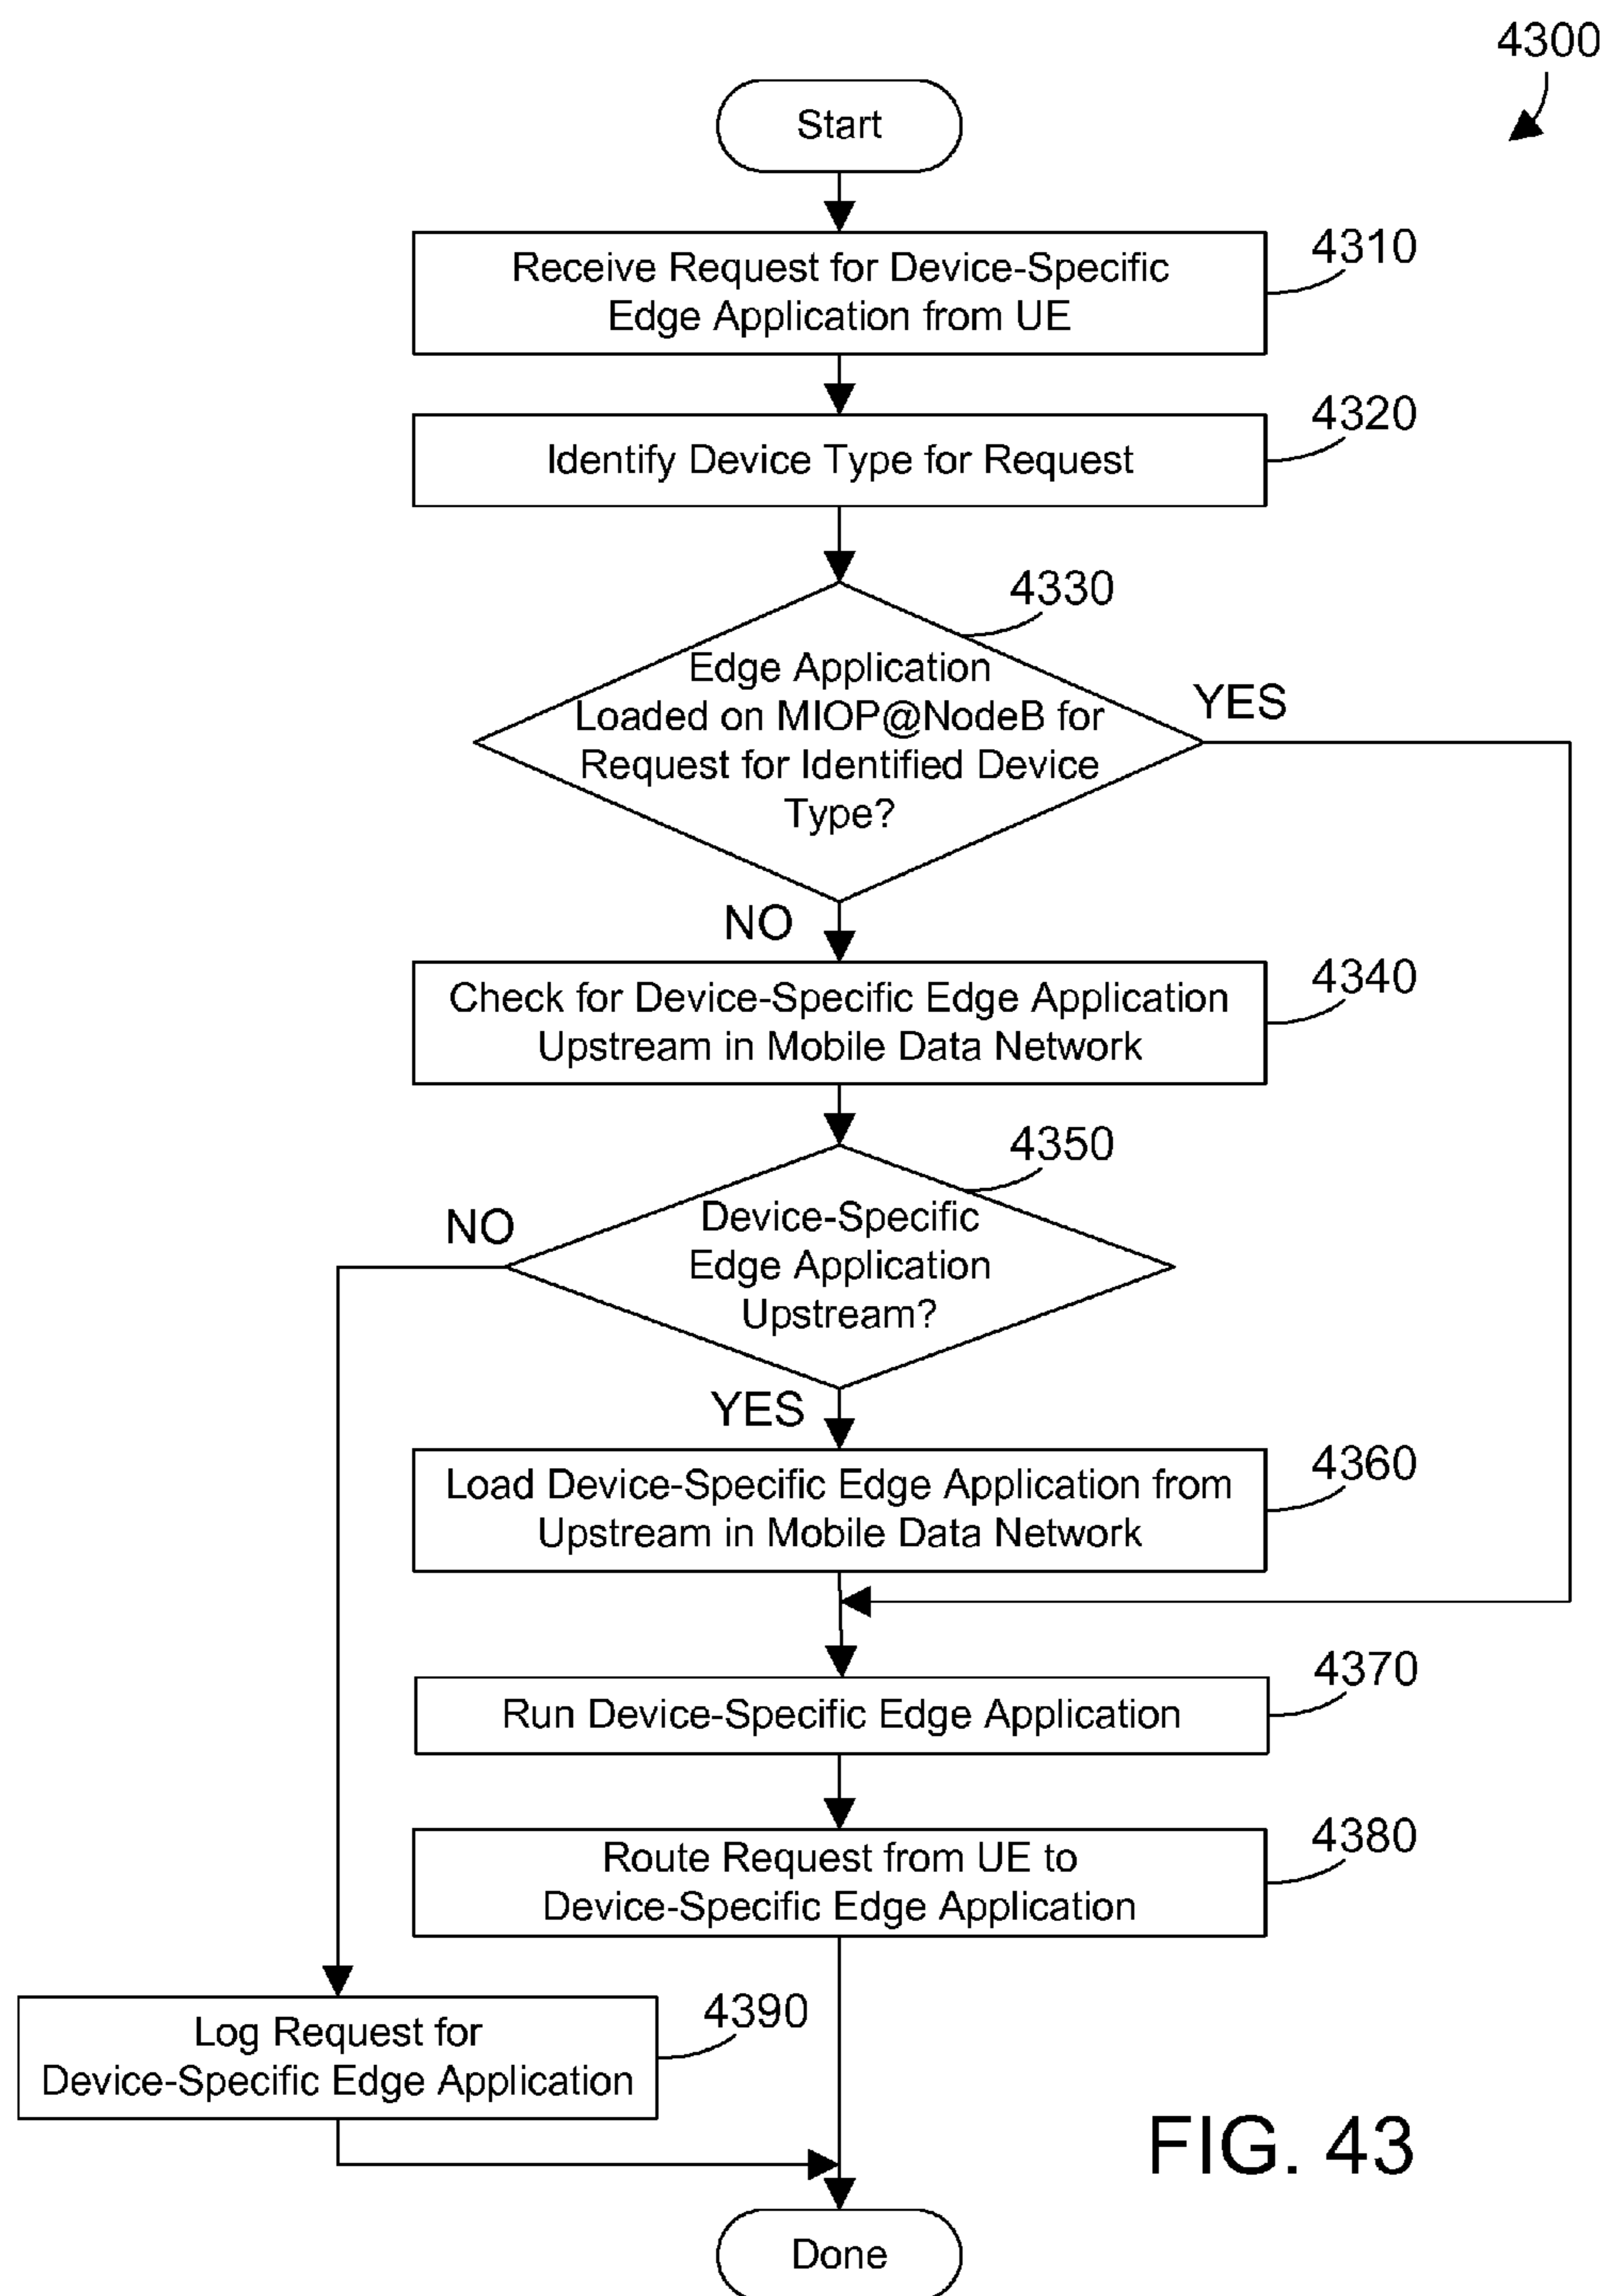 4300
Start
Receive Request for Device-Specific
Edge Application from UE
4310
Identify Device Type for Request
4320
4330
Edge Application
Loaded on MIOP@NodeB for
Request for Identified Device
Type?
YES
NO
Check for Device-Specific Edge Application
Upstream in Mobile Data Network
4340
4350
Device-Specific
Edge Application
Upstream?
NO
YES
Load Device-Specific Edge Application from
Upstream in Mobile Data Network
4360
Run Device-Specific Edge Application
4370
Route Request from UE to
Device-Specific Edge Application
4380
Log Request for
Device-Specific Edge Application
4390
FIG. 43
Done